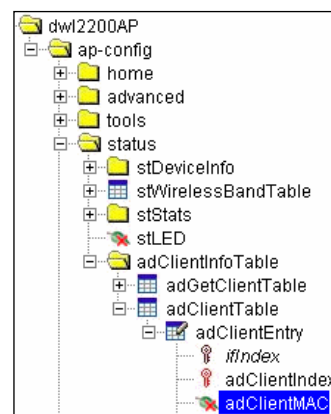 dwl2200AP
ap-config
home
advanced
tools
status
stDeviceInfo
stWirelessBandTable
stStats
stLED
adClientInfoTable
adGetClientTable
adClientTable
adClientEntry
ifIndex
adClientIndex
adClientMAC